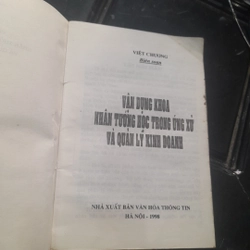 VIỆT CHƯƠNG
Biên soạn
VẬN DỤNG KHOA
NHÂN TƯỚNG HỌC TRONG ỨNG XỬ
VÀ QUẢN LÝ KINH DOANH
NHÀ XUẤT BẢN VĂN HÓA THÔNG TIN
HÀ NỘI - 1998